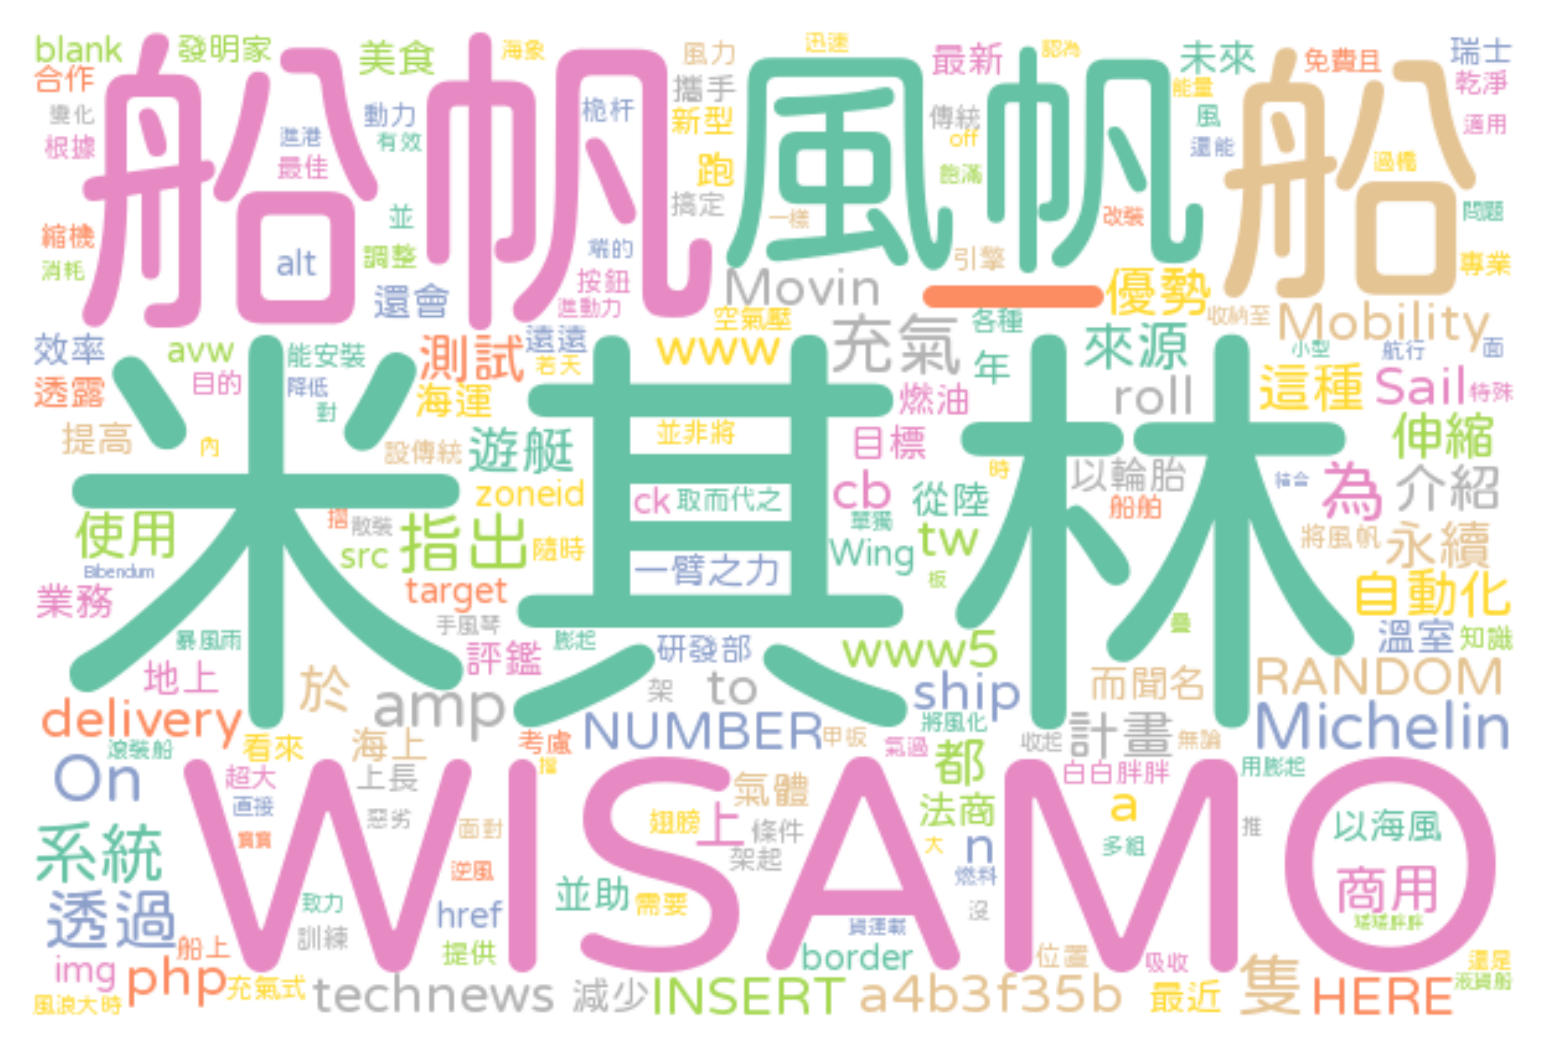 blank 發明家 美食 海象 風力 迅速 最新 認為 未來 免費且 瑞士
合作 船帆 風帆 船 攜手 能量 乾淨
變化 動力 桅杆 新型 傳統 風 適用
根據 進港 有效 off 還能
最佳 跑 飽滿 過橋
並 搞定 一樣 改裝 問題
縮機 alt 調整 端的 引擎 專業
消耗 還會 按鈕 Movin 一 優勢
進動力 空氣壓 充氣 各種 收納至 Mobility
效率 avw 能安裝 測試 遠遠 www 來源 小型 航行 面
透露 目的 降低 若天 年 roll 這種 Sail 特殊
米其林 對 海運 燃油
提高 內 設傳統 遊艇 並非將 目標 伸縮
zoneid ck 取而代之 cb 時 以輪胎 結合 為 介紹
使用 摺 散裝 指出 從陸 船舶
src 隨時 單獨 Wing tw 將風帆 永續
Bibendum 一臂之力 板
業務 target 自動化
手風琴 疊
暴風雨 評鑑 膨起 研發部 www5 溫室 知識
地上 於 amp 架 to ship 而聞名 RANDOM
delivery NUMBER 將風化 計畫 Michelin
滾裝船 看來 海上 考慮 甲板 氣過 收起 無論
On 超大 上長 擋 都 白白胖胖 用膨起
直接 WISAMO 氣體 法商 a
系統 寶寶 惡劣 面對 翅膀 上 條件 大 n 多組 推 以海風
逆風 架起 燃料 商用
透過 致力 href 並助 需要 沒
船上 訓練 提供 貨運載
img border 位置 吸收 還是
php 充氣式 technews 減少 INSERT a4b3f35b 最近 隻 HERE 液貨船
風浪大時